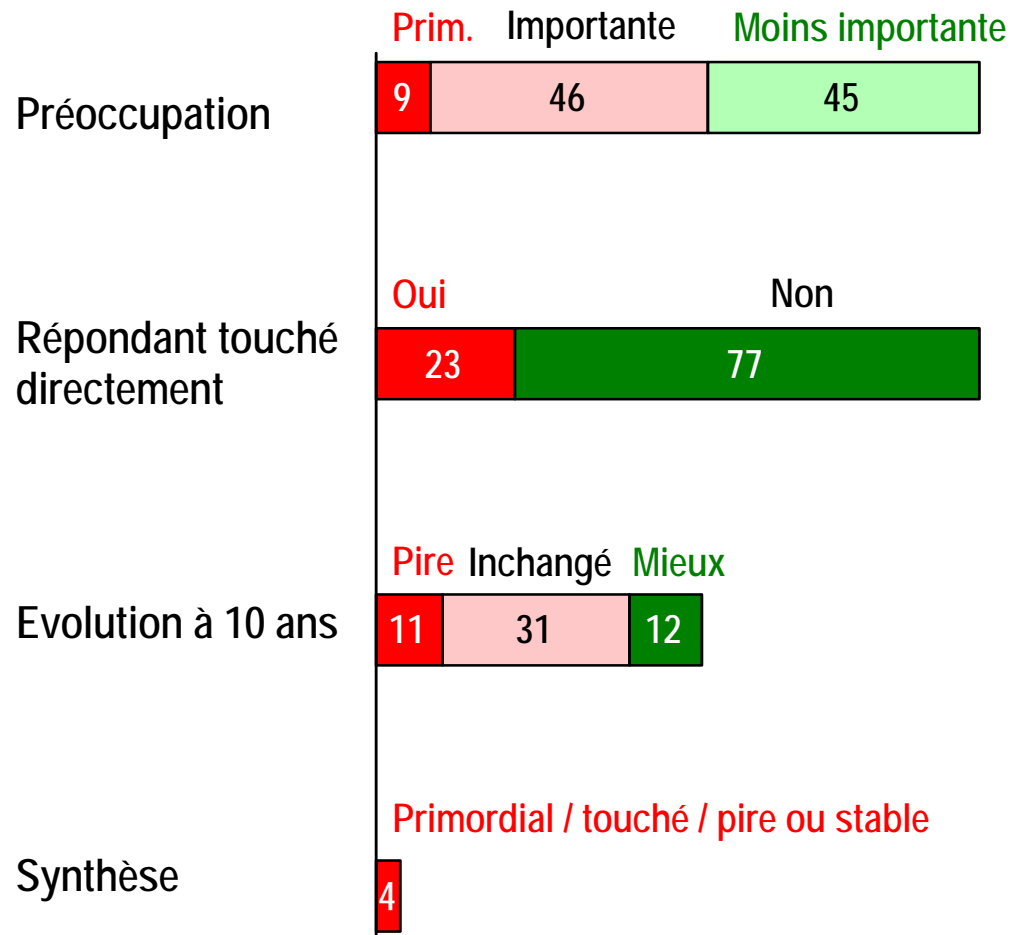 Prim. Importante Moins importante
Préoccupation 9 46 45
Oui Non
Répondant touché
directement
23 77
Pire Inchangé Mieux
Evolution à 10 ans 11 31 12
Primordial / touché / pire ou stable
Synthèse 4